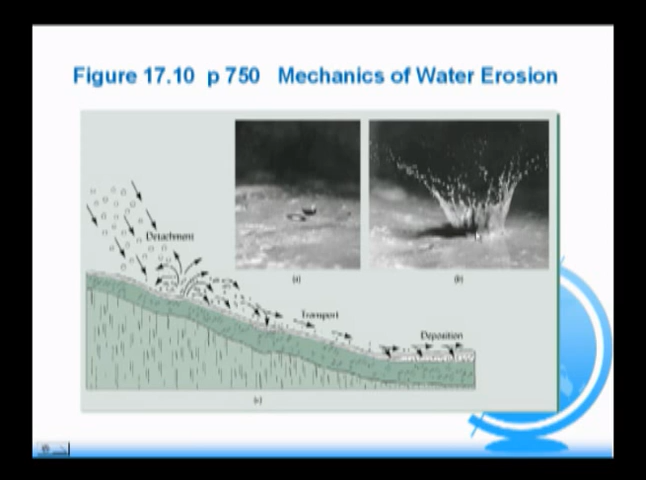 Figure 17.10 p 750 Mechanics of Water Erosion
Detachment
(a)
(b)
Transport
Deposition
(c)